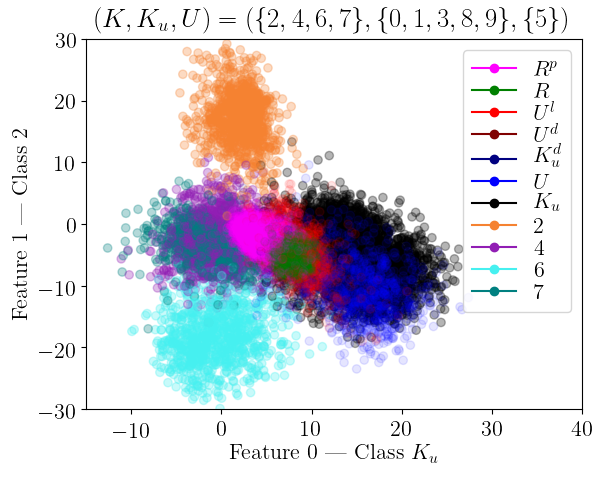 (K, K_u, U) = ({2, 4, 6, 7}, {0, 1, 3, 8, 9}, {5})
30
20
10
0
−10
−20
−30
Feature 1 — Class 2
R^p
R
U^l
U^d
K_u^d
U
K_u
2
4
6
7
−10 0 10 20 30 40
Feature 0 — Class K_u